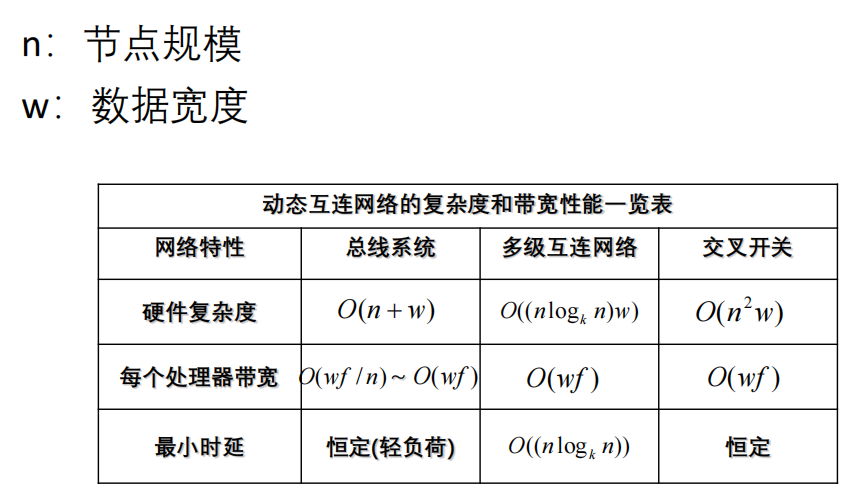 n：节点规模
w：数据宽度
动态互连网络的复杂度和带宽性能一览表
网络特性 总线系统 多级互连网络 交叉开关
硬件复杂度 O(n + w) O((n log_k n)w) O(n²w)
每个处理器带宽 O(wf / n) ~ O(wf) O(wf) O(wf)
最小时延 恒定(轻负荷) O((n log_k n)) 恒定